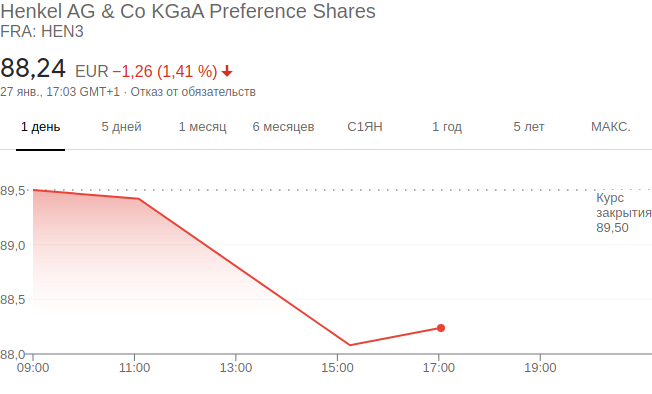 Henkel AG & Co KGaA Preference Shares
FRA: HEN3
88,24 EUR −1,26 (1,41 %)
27 янв., 17:03 GMT+1 · Отказ от обязательств
1 день 5 дней 1 месяц 6 месяцев С1ЯН 1 год 5 лет МАКС.
89,5
Курс
закрытия
89,50
89,0
88,5
88,0
09:00 11:00 13:00 15:00 17:00 19:00